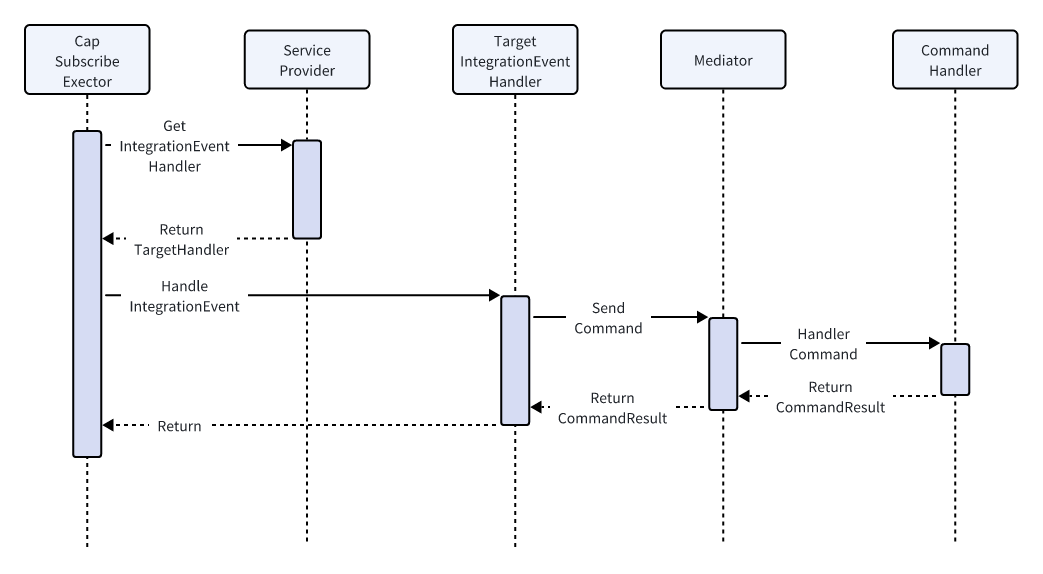 Cap
Subscribe
Exector
Service
Provider
Target
IntegrationEvent
Handler
Mediator
Command
Handler
Get
IntegrationEvent
Handler
Return
TargetHandler
Handle
IntegrationEvent
Send
Command
Handler
Command
Return
CommandResult
Return
CommandResult
Return